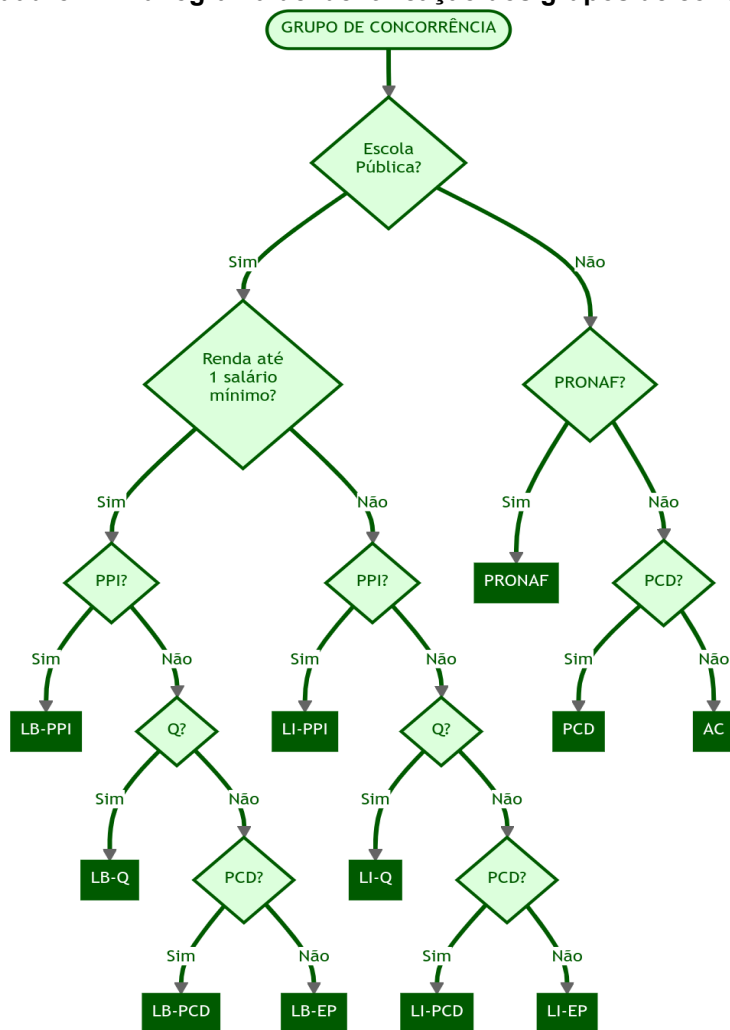 GRUPO DE CONCORRÊNCIA
Escola
Pública?
Sim
Não
Renda até
1 salário
mínimo?
PRONAF?
Sim
Não
Sim
Não
PPI?
PPI?
PRONAF
PCD?
Sim
Não
Sim
Não
Sim
Não
LB-PPI
Q?
LI-PPI
Q?
PCD
AC
Sim
Não
Sim
Não
LB-Q
PCD?
LI-Q
PCD?
Sim
Não
Sim
Não
LB-PCD
LB-EP
LI-PCD
LI-EP